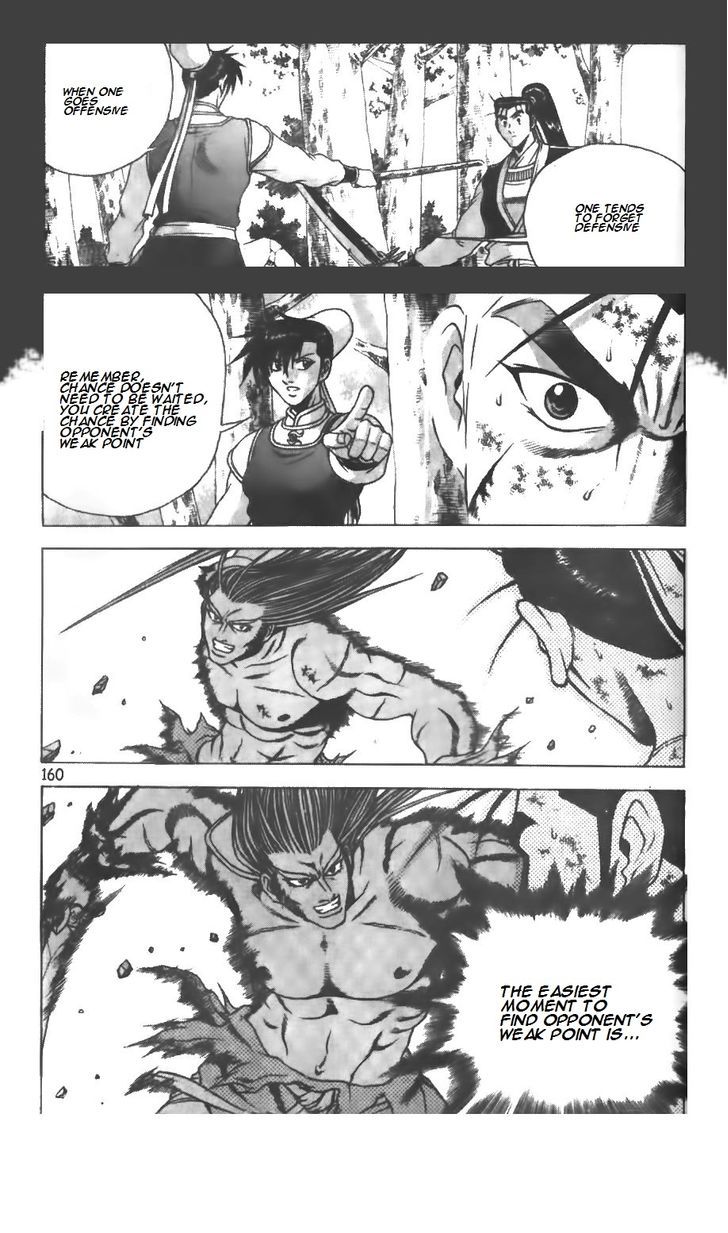 WHEN ONE
GOES
OFFENSIVE
ONE TENDS
TO FORGET
DEFENSIVE
REMEMBER,
CHANCE DOESN'T
NEED TO BE WAITED,
YOU CREATE THE
CHANCE BY FINDING
OPPONENT'S
WEAK POINT
160
THE EASIEST
MOMENT TO
FIND OPPONENT'S
WEAK POINT IS...